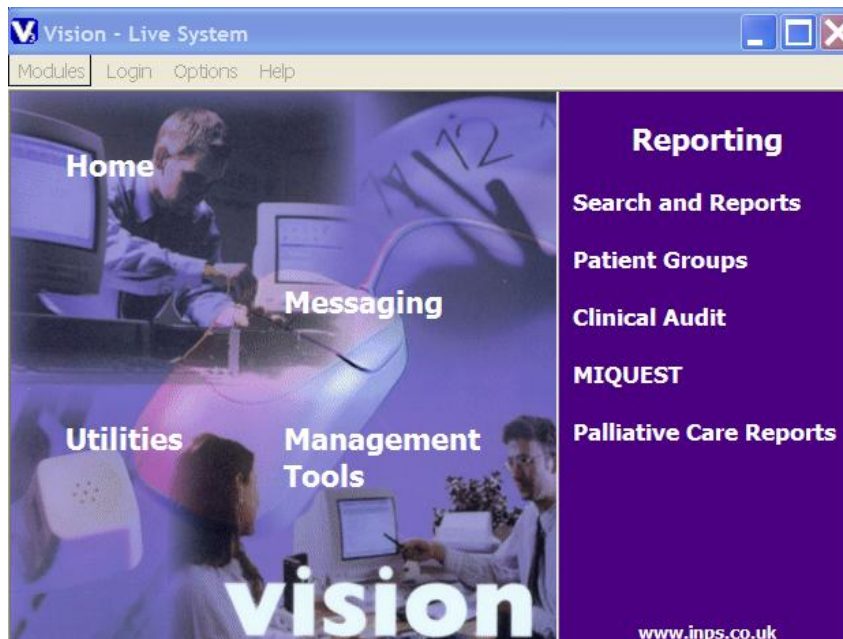 Vision - Live System
Modules Login Options Help
Home
Messaging
Utilities
Management
Tools
vision
Reporting
Search and Reports
Patient Groups
Clinical Audit
MIQUEST
Palliative Care Reports
www.inps.co.uk
12